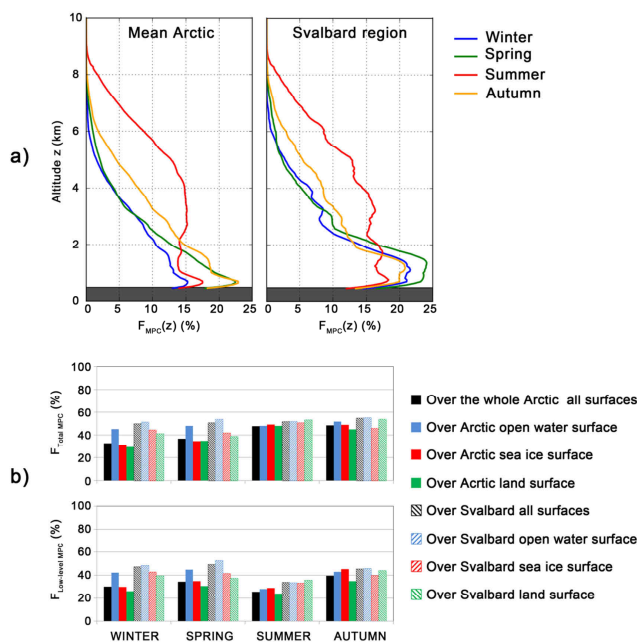 Mean Arctic
Svalbard region
Winter
Spring
Summer
Autumn
a)
Altitude z (km)
10
8
6
4
2
0
0 5 10 15 20 25
0 5 10 15 20 25
F MPC(z) (%)
F MPC(z) (%)
b)
F Total MPC (%)
100
80
60
40
20
0
F Low-level MPC (%)
100
80
60
40
20
0
WINTER SPRING SUMMER AUTUMN
Over the whole Arctic all surfaces
Over Arctic open water surface
Over Arctic sea ice surface
Over Acrtic land surface
Over Svalbard all surfaces
Over Svalbard open water surface
Over Svalbard sea ice surface
Over Svalbard land surface